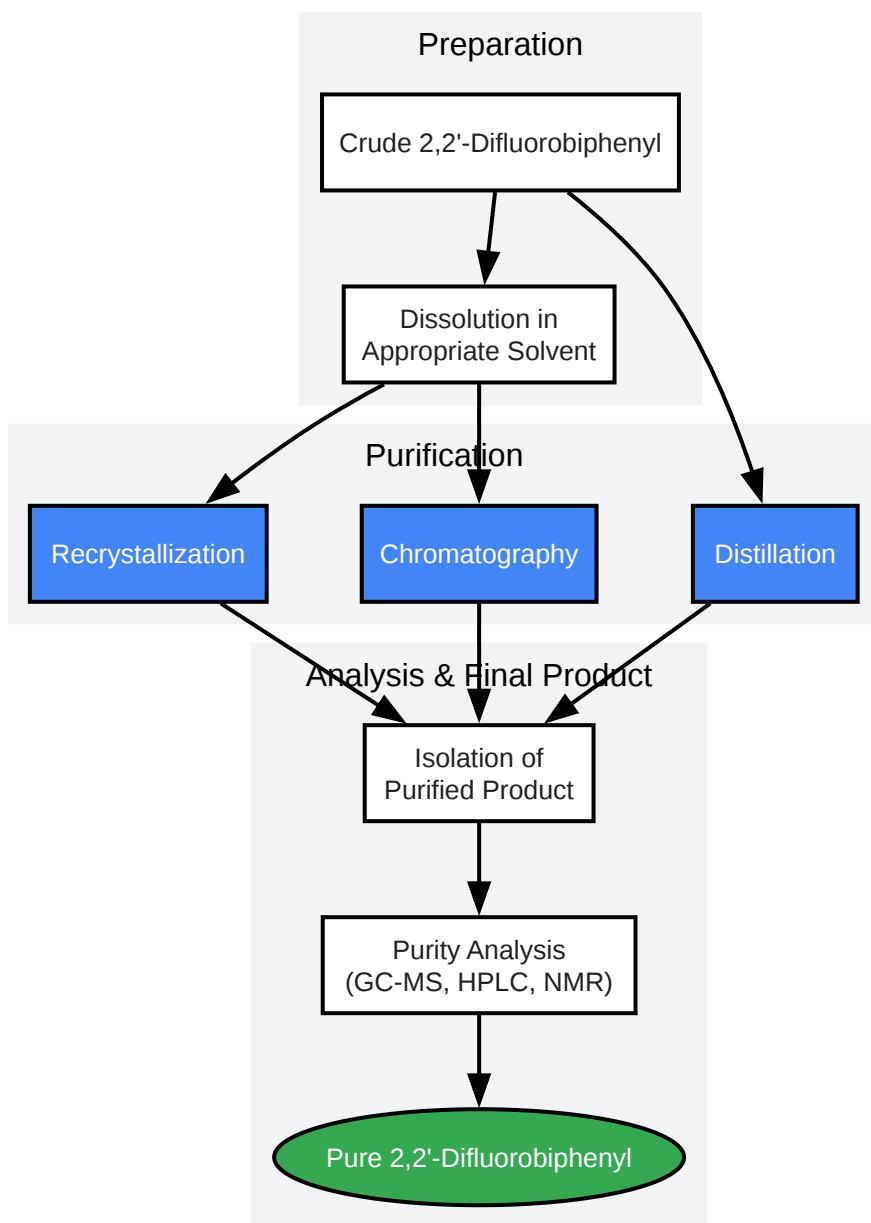 Preparation
Crude 2,2'-Difluorobiphenyl
Dissolution in
Appropriate Solvent
Purification
Recrystallization
Chromatography
Distillation
Analysis & Final Product
Isolation of
Purified Product
Purity Analysis
(GC-MS, HPLC, NMR)
Pure 2,2'-Difluorobiphenyl